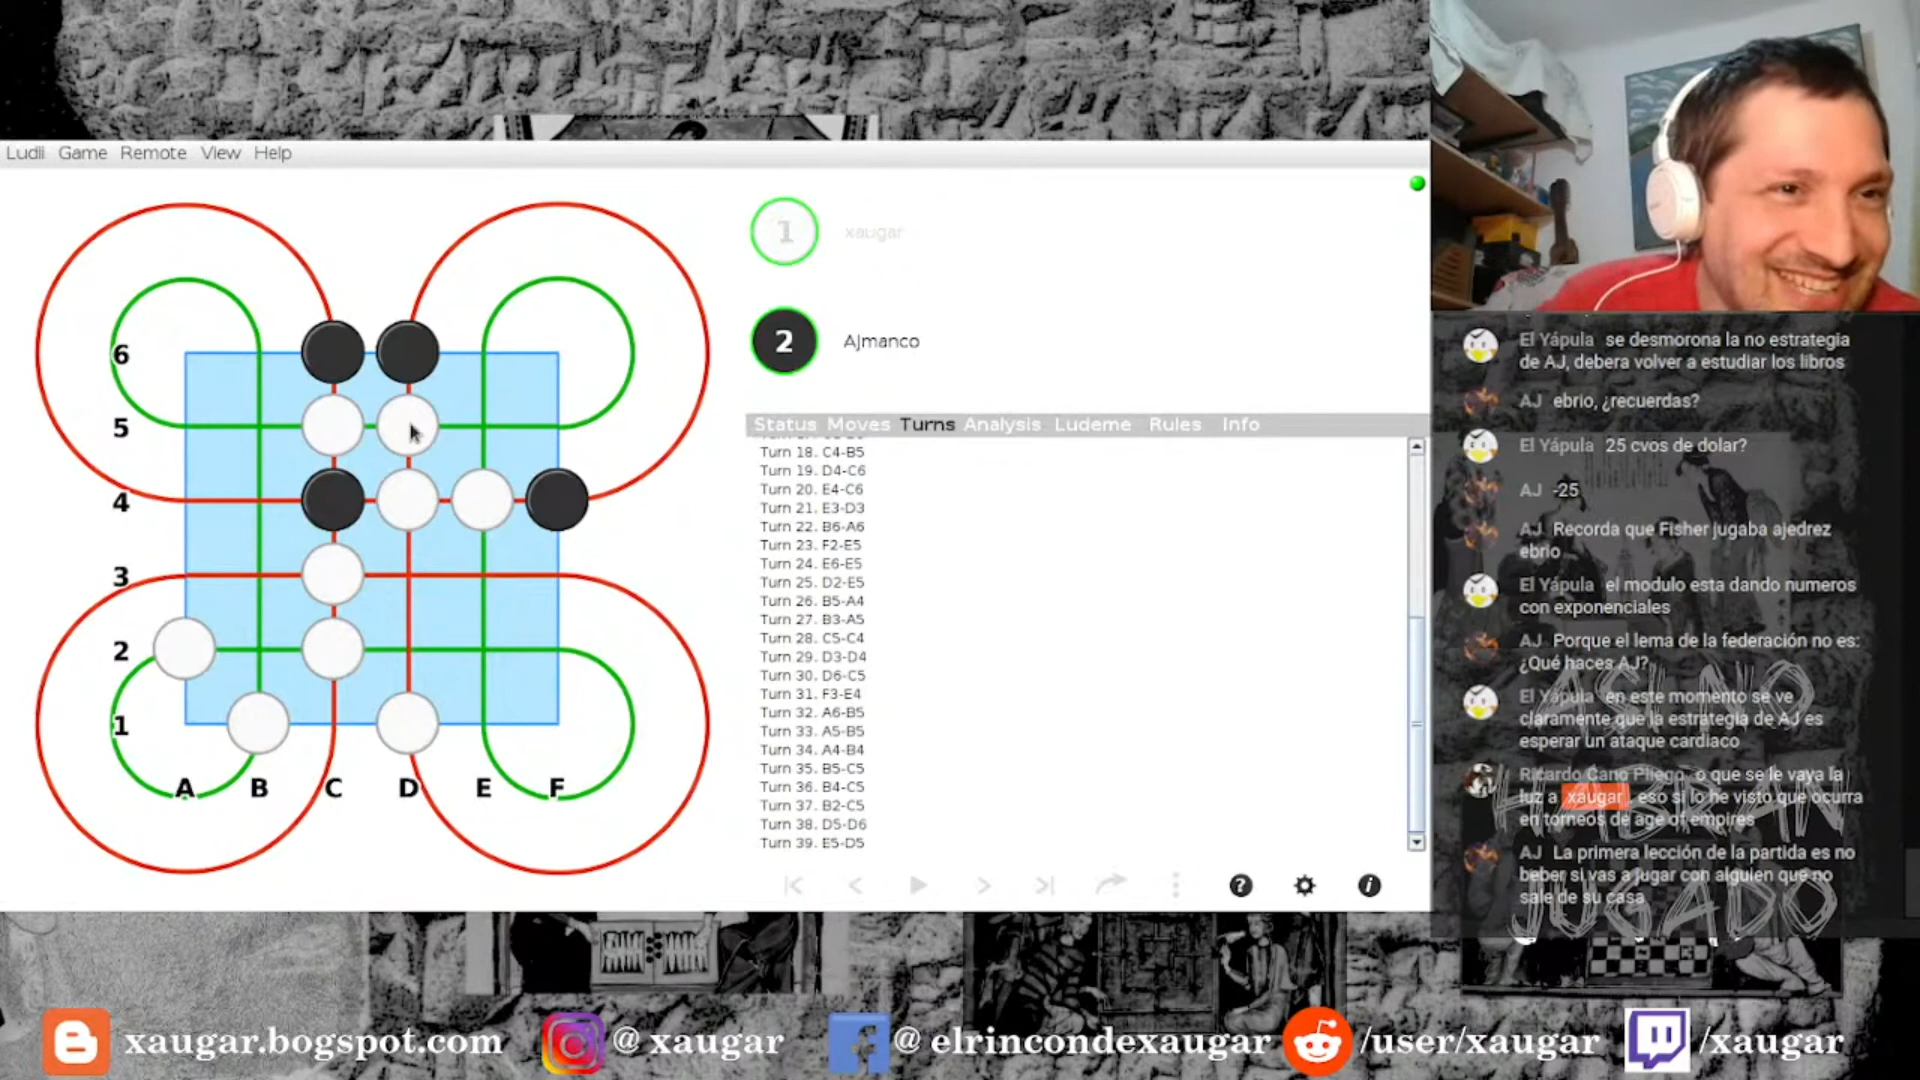 Ludii Game Remote View Help
1 xaugar
2 AJmanco
6
5
4
3
2
1
A B C D E F
Status Moves Turns Analysis Ludeme Rules Info
Turn 18. C4-B5
Turn 19. D4-C6
Turn 20. E4-C6
Turn 21. E3-D3
Turn 22. B6-A6
Turn 23. F2-E5
Turn 24. E6-E5
Turn 25. D2-E5
Turn 26. B5-A4
Turn 27. B3-A5
Turn 28. C5-C4
Turn 29. D3-D4
Turn 30. D6-C5
Turn 31. F3-E4
Turn 32. A6-B5
Turn 33. A5-B5
Turn 34. A4-B4
Turn 35. B5-C5
Turn 36. B4-C5
Turn 37. B2-C5
Turn 38. D5-D6
Turn 39. E5-D5
El Yápula se desmorona la no estrategia
de AJ, debera volver a estudiar los libros
AJ ebrio, ¿recuerdas?
El Yápula 25 cvos de dolar?
AJ -25
AJ Recorda que Fisher jugaba ajedrez
ebrio
El Yápula el modulo esta dando numeros
con exponenciales
AJ Porque el lema de la federación no es:
¿Qué haces AJ?
El Yápula en este momento se ve
claramente que la estrategia de AJ es
esperar un ataque cardiaco
Ricardo Cano Pliego o que se le vaya la
luz a xaugar, eso si lo he visto que ocurra
en torneos de age of empires
AJ La primera lección de la partida es no
beber si vas a jugar con alguien que no
sale de su casa
ASI NO
HABRAN
JUGADO
xaugar.bogspot.com @ xaugar @ elrincondexaugar /user/xaugar /xaugar